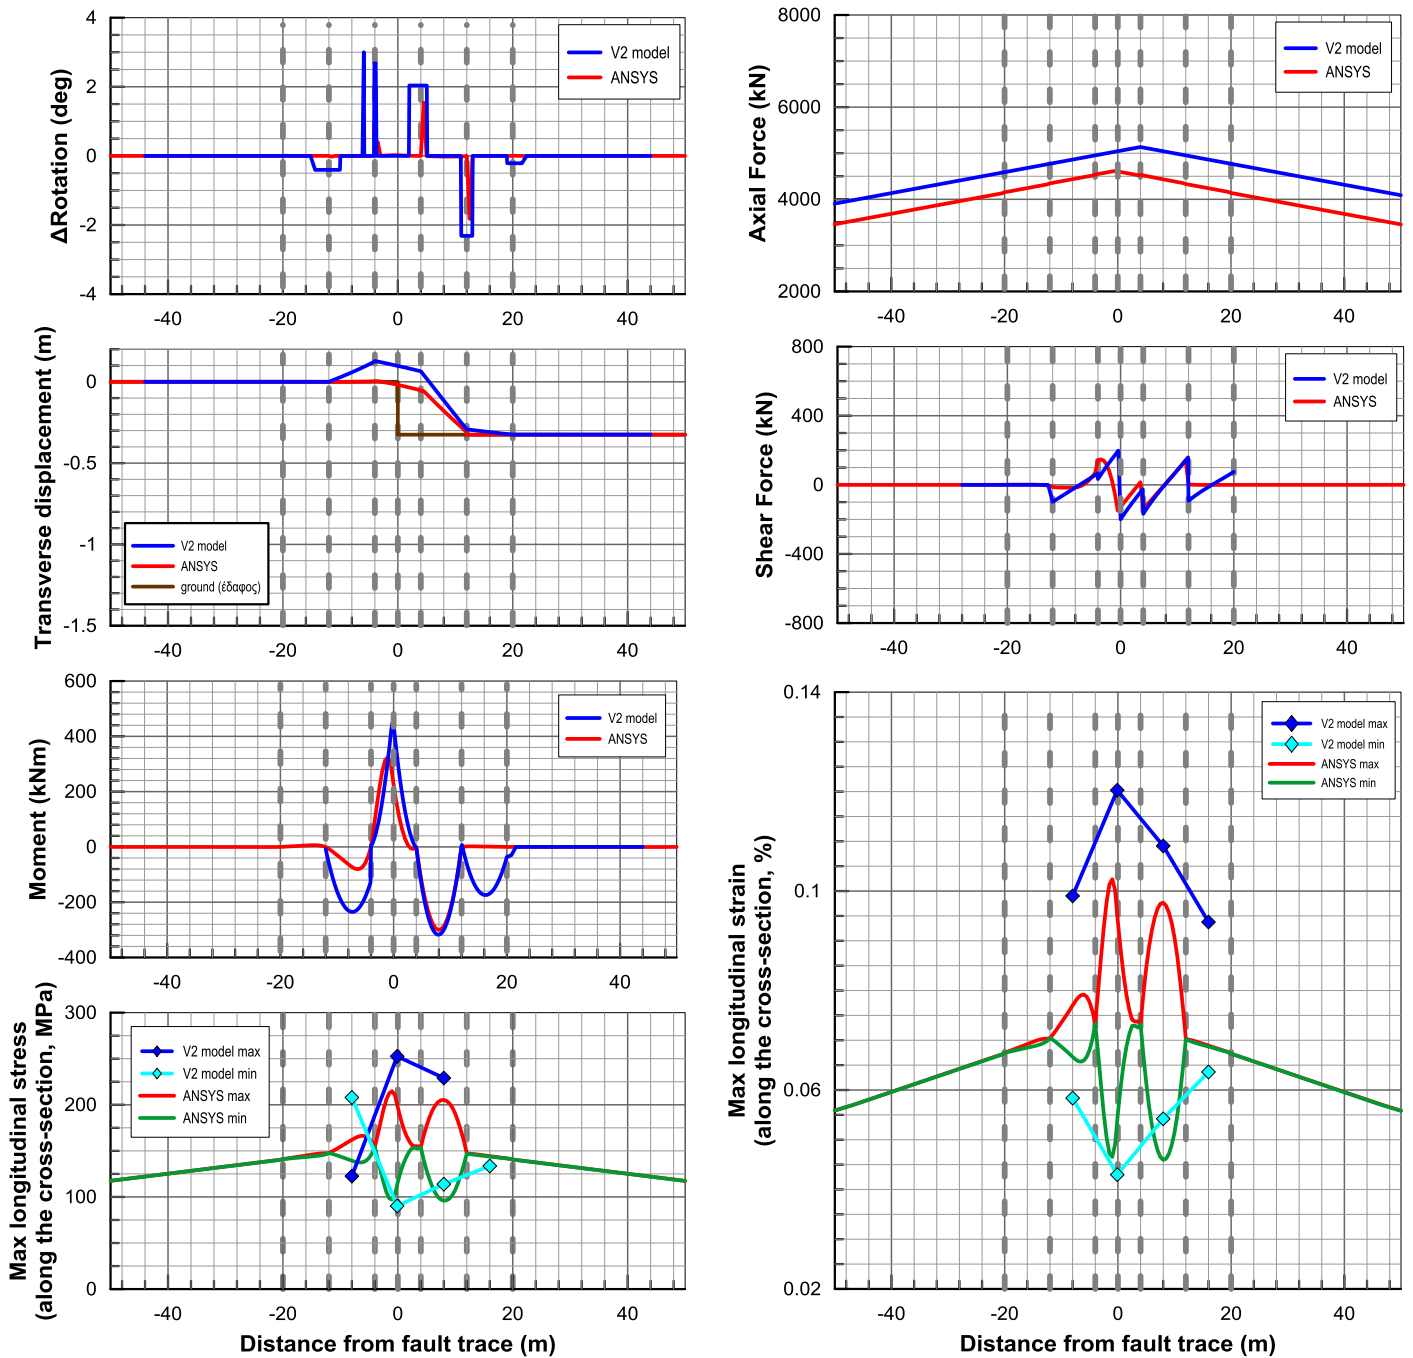 ΔRotation (deg)
4
2
0
-2
-4
-40
-20
0
20
40
V2 model
ANSYS
Axial Force (kN)
8000
6000
4000
2000
-40
-20
0
20
40
V2 model
ANSYS
Transverse displacement (m)
0
-0.5
-1
-1.5
-40
-20
0
20
40
V2 model
ANSYS
ground (έδαφος)
Shear Force (kN)
800
400
0
-400
-800
-40
-20
0
20
40
V2 model
ANSYS
Moment (kNm)
600
400
200
0
-200
-400
-40
-20
0
20
40
V2 model
ANSYS
Max longitudinal stress
(along the cross-section, MPa)
300
250
200
150
100
50
0
-40
-20
0
20
40
V2 model max
V2 model min
ANSYS max
ANSYS min
Distance from fault trace (m)
Max longitudinal strain
(along the cross-section, %)
0.14
0.1
0.06
0.02
-40
-20
0
20
40
V2 model max
V2 model min
ANSYS max
ANSYS min
Distance from fault trace (m)